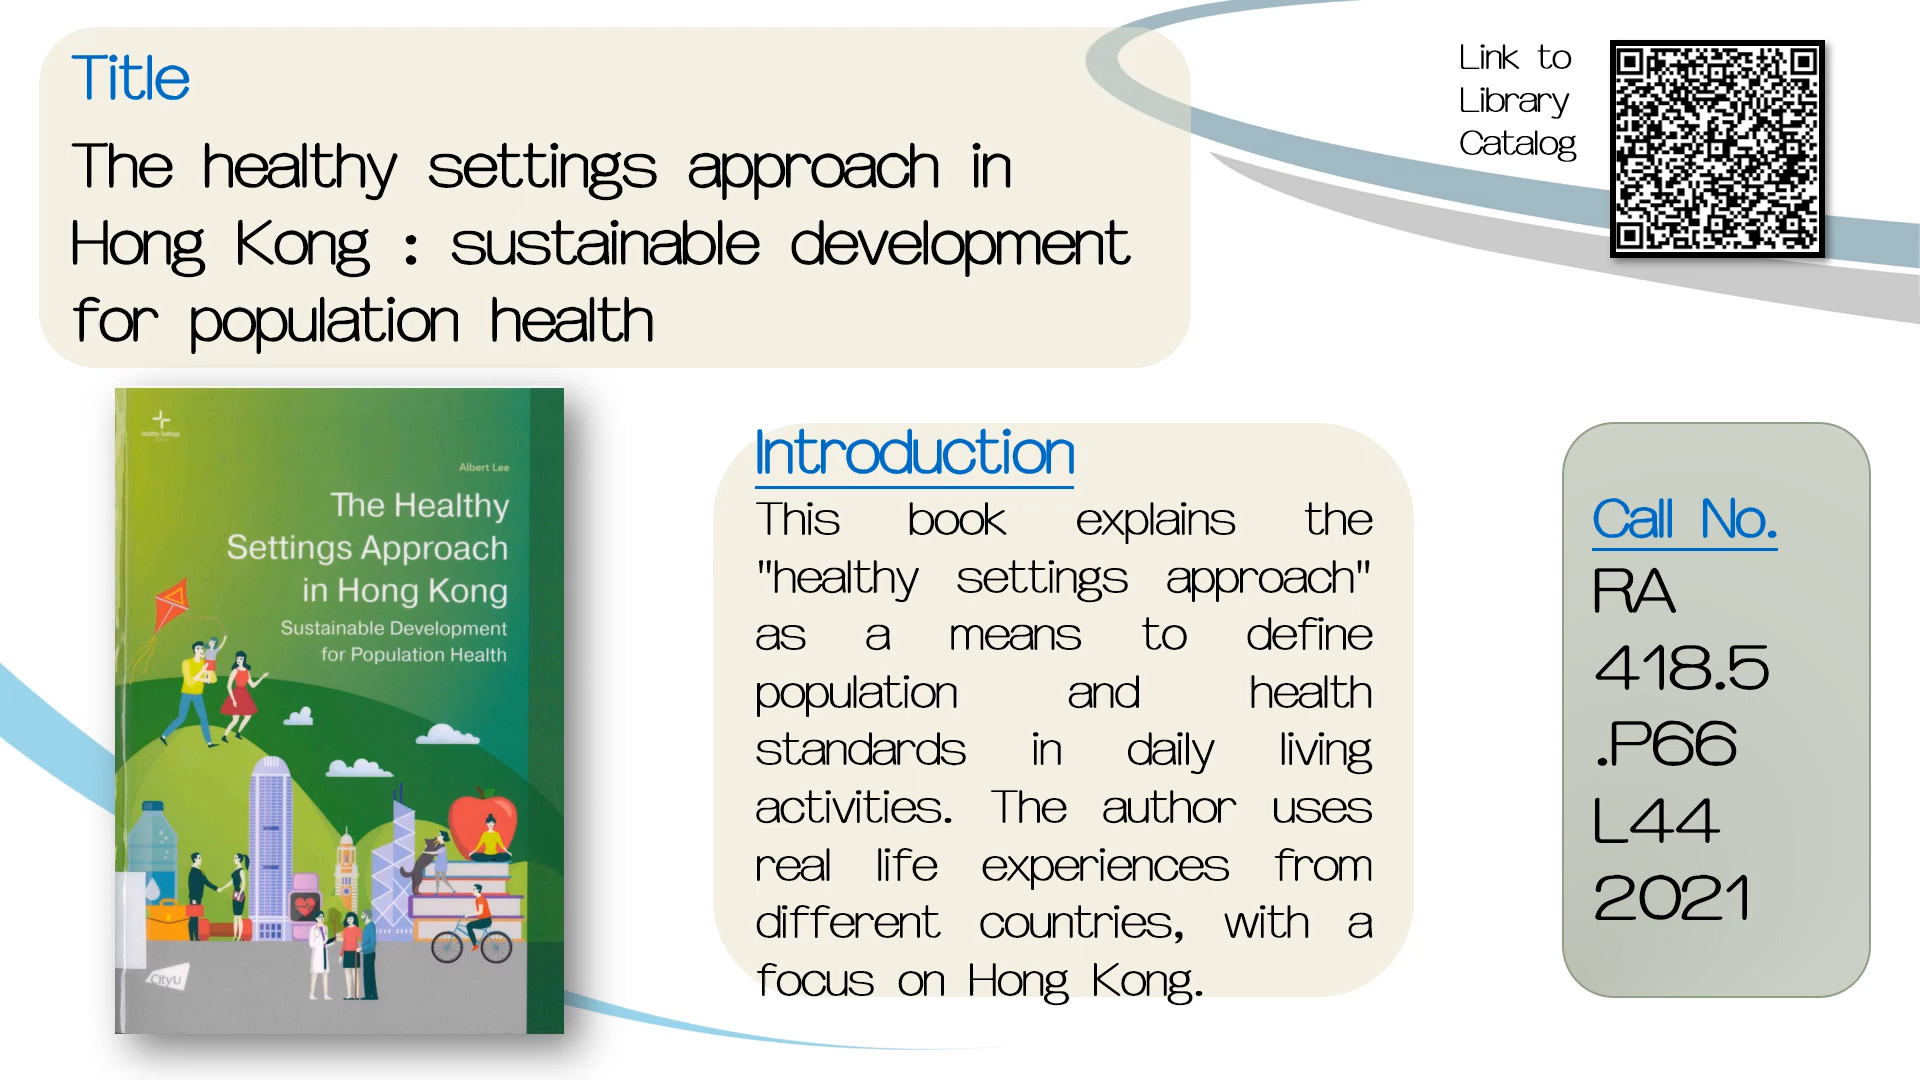 Title
The healthy settings approach in
Hong Kong : sustainable development
for population health
Link to
Library
Catalog
Healthy Settings
Albert Lee
The Healthy
Settings Approach
in Hong Kong
Sustainable Development
for Population Health
CityU
Introduction
This book explains the
"healthy settings approach"
as a means to define
population and health
standards in daily living
activities. The author uses
real life experiences from
different countries, with a
focus on Hong Kong.
Call No.
RA
418.5
.P66
L44
2021